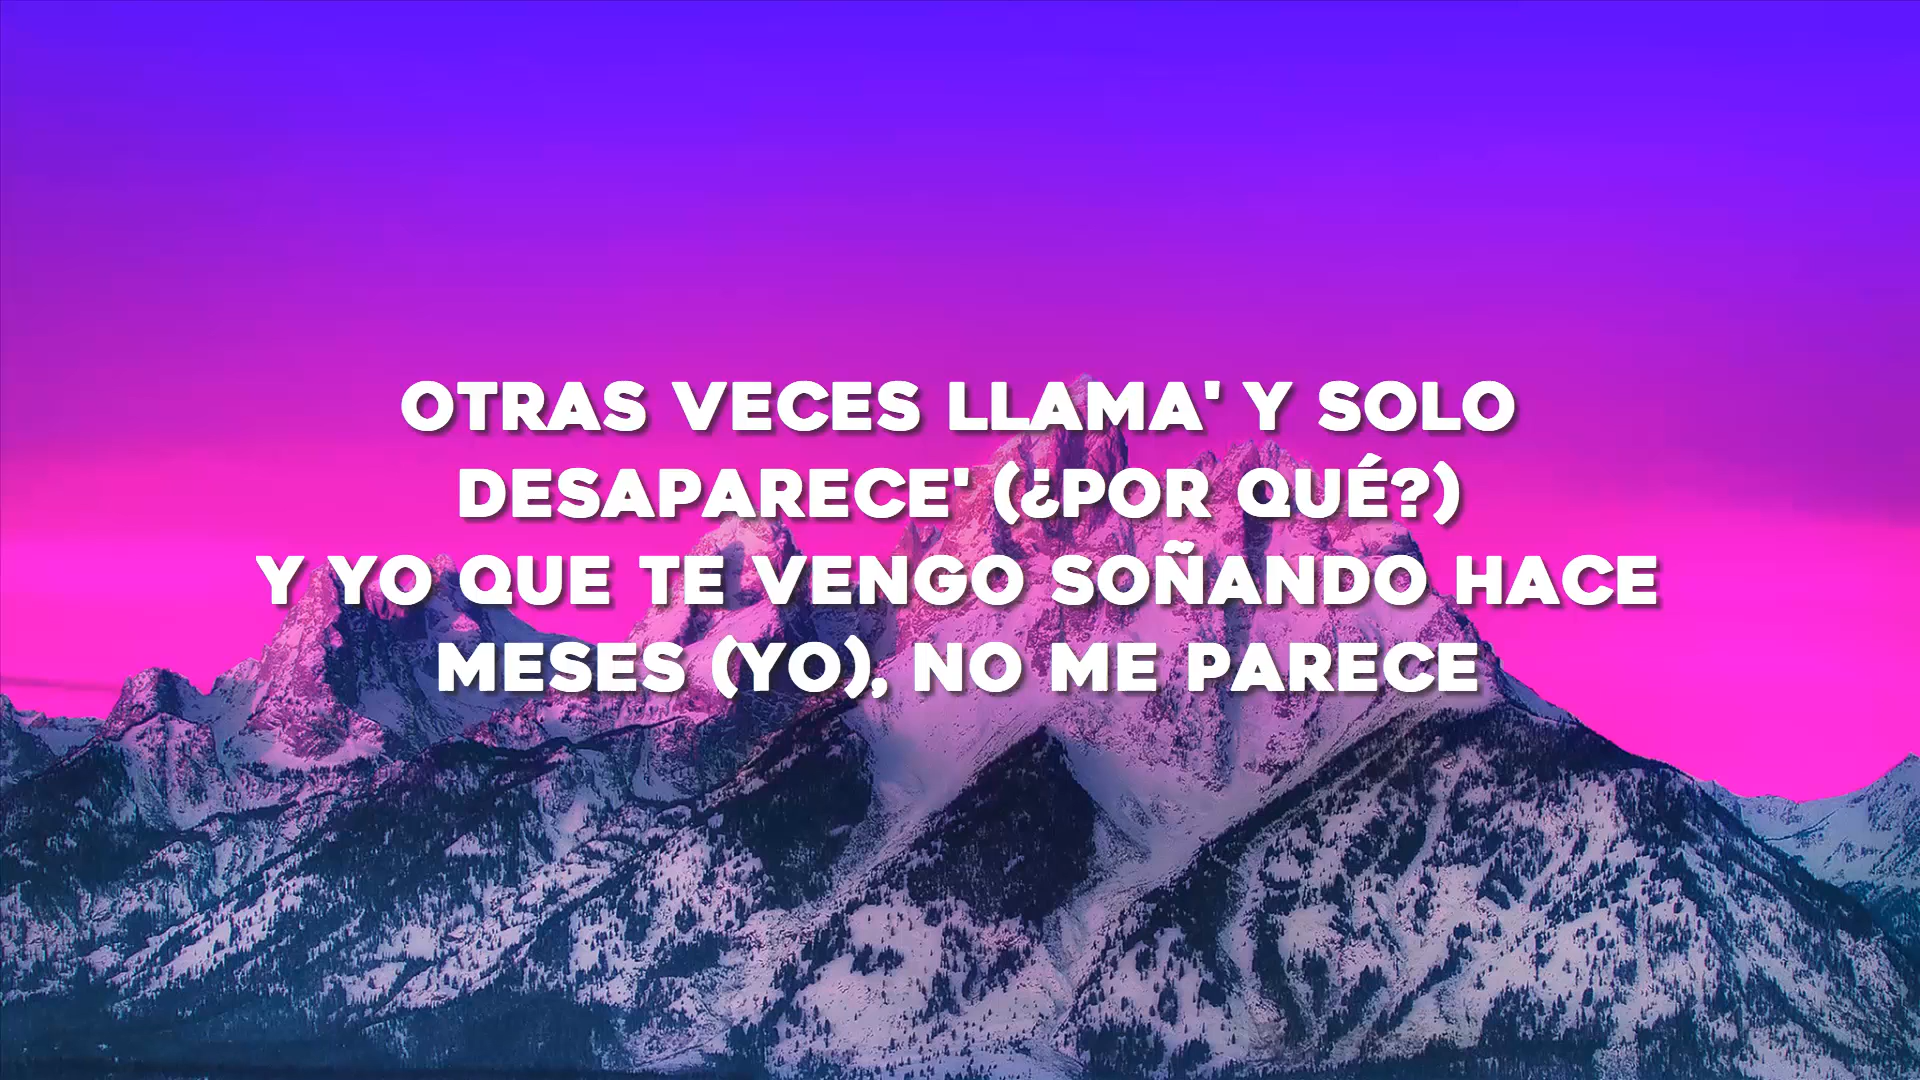 OTRAS VECES LLAMA' Y SOLO
DESAPARECE' (¿POR QUÉ?)
Y YO QUE TE VENGO SOÑANDO HACE
MESES (YO), NO ME PARECE